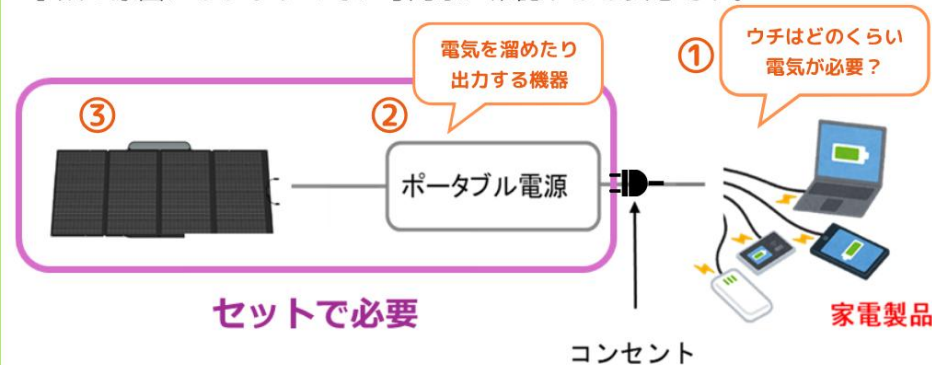 ①
ウチはどのくらい
電気が必要？
電気を溜めたり
出力する機器
②
③
ポータブル電源
セットで必要
家電製品
コンセント